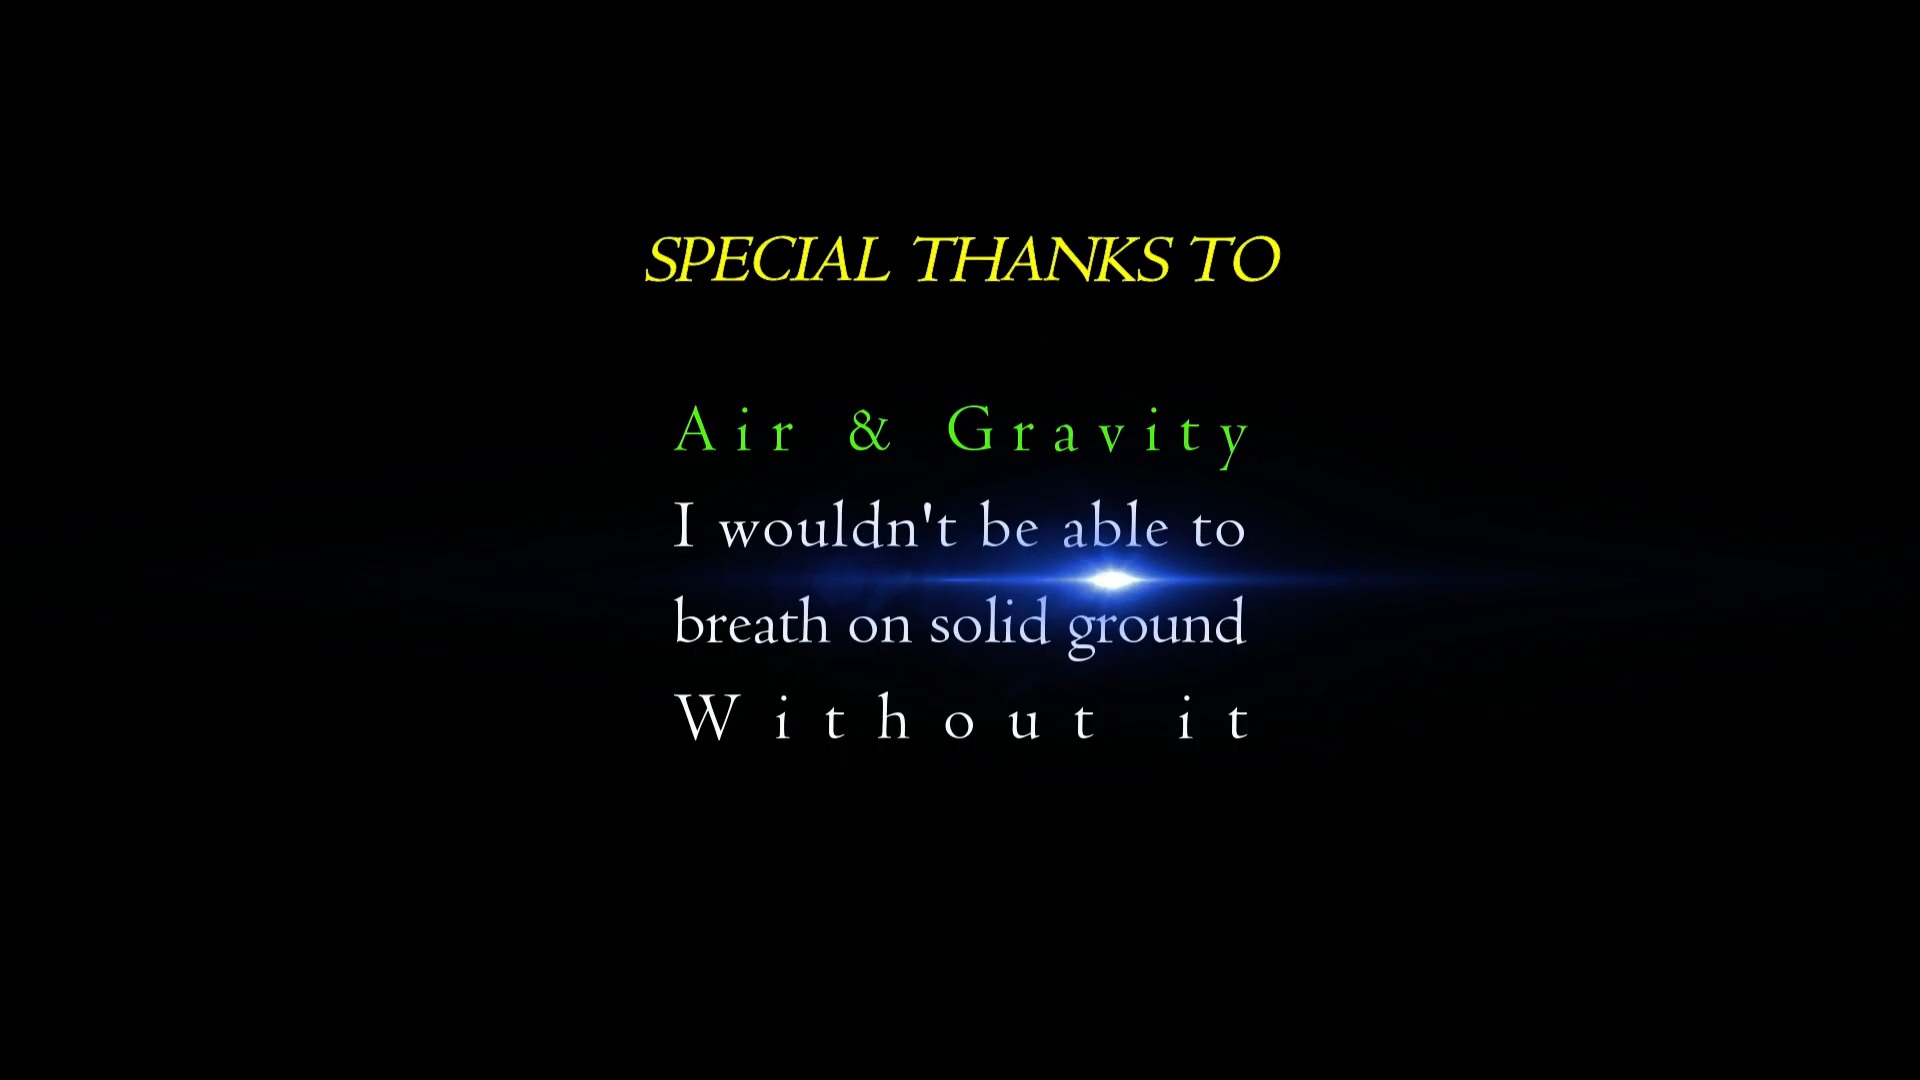 SPECIAL THANKS TO
Air & Gravity
I wouldn't be able to
breath on solid ground
Without it